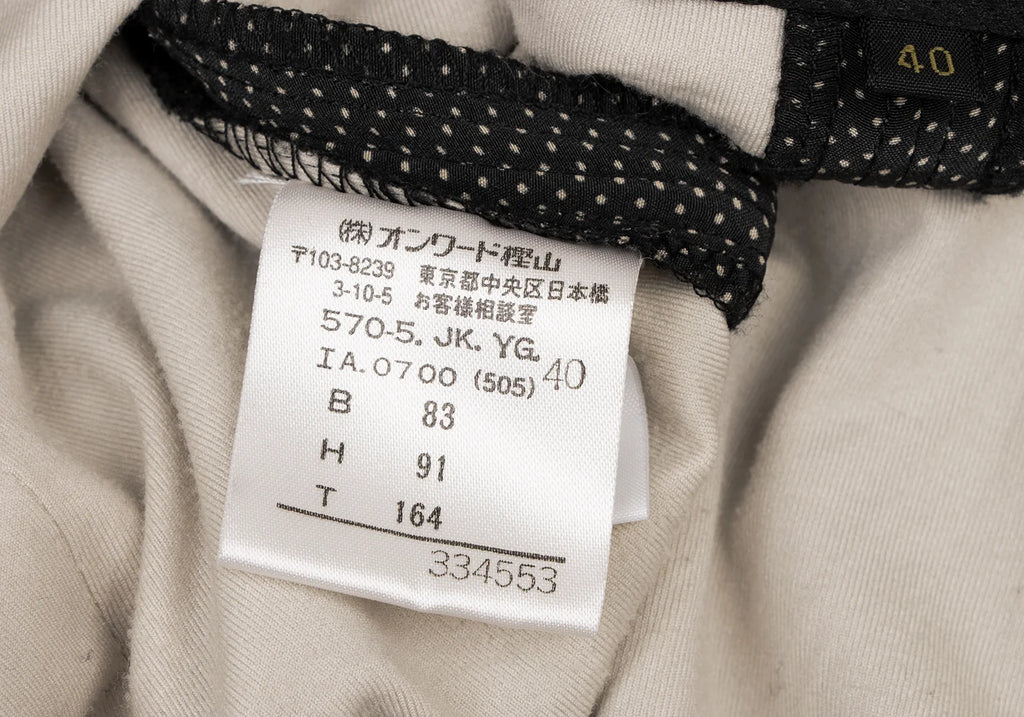 40
(株)オンワード樫山
〒103-8239 東京都中央区日本橋
3-10-5 お客様相談室
570-5. JK. YG.
IA.0700 (505) 40
B 83
H 91
T 164
334553